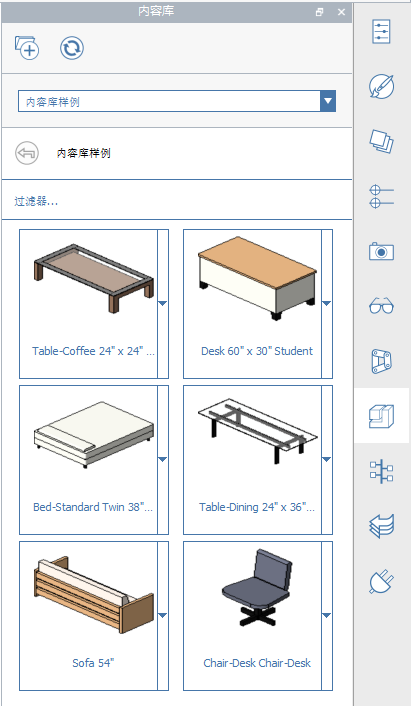 内容库
内容库样例
内容库样例
过滤器...
Table-Coffee 24" x 24" ...
Desk 60" x 30" Student
Bed-Standard Twin 38"...
Table-Dining 24" x 36"...
Sofa 54"
Chair-Desk Chair-Desk